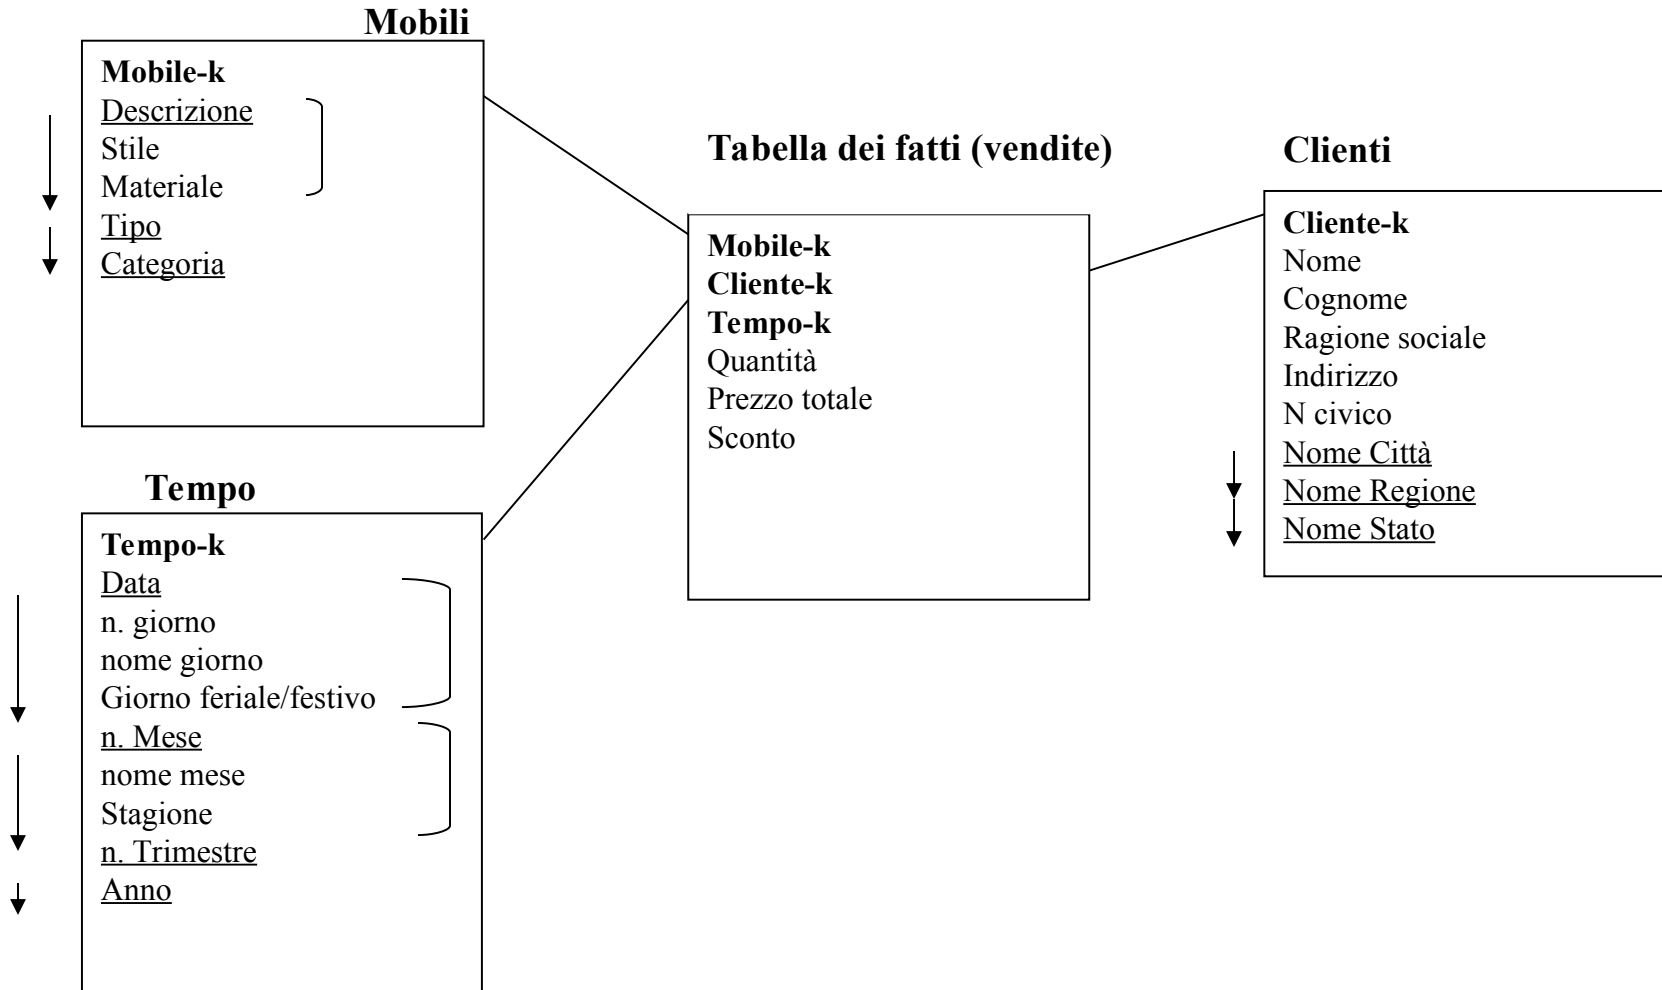 Mobili
Mobile-k
Descrizione
Stile
Materiale
Tipo
Categoria
Tempo
Tempo-k
Data
n. giorno
nome giorno
Giorno feriale/festivo
n. Mese
nome mese
Stagione
n. Trimestre
Anno
Tabella dei fatti (vendite)
Mobile-k
Cliente-k
Tempo-k
Quantità
Prezzo totale
Sconto
Clienti
Cliente-k
Nome
Cognome
Ragione sociale
Indirizzo
N civico
Nome Città
Nome Regione
Nome Stato